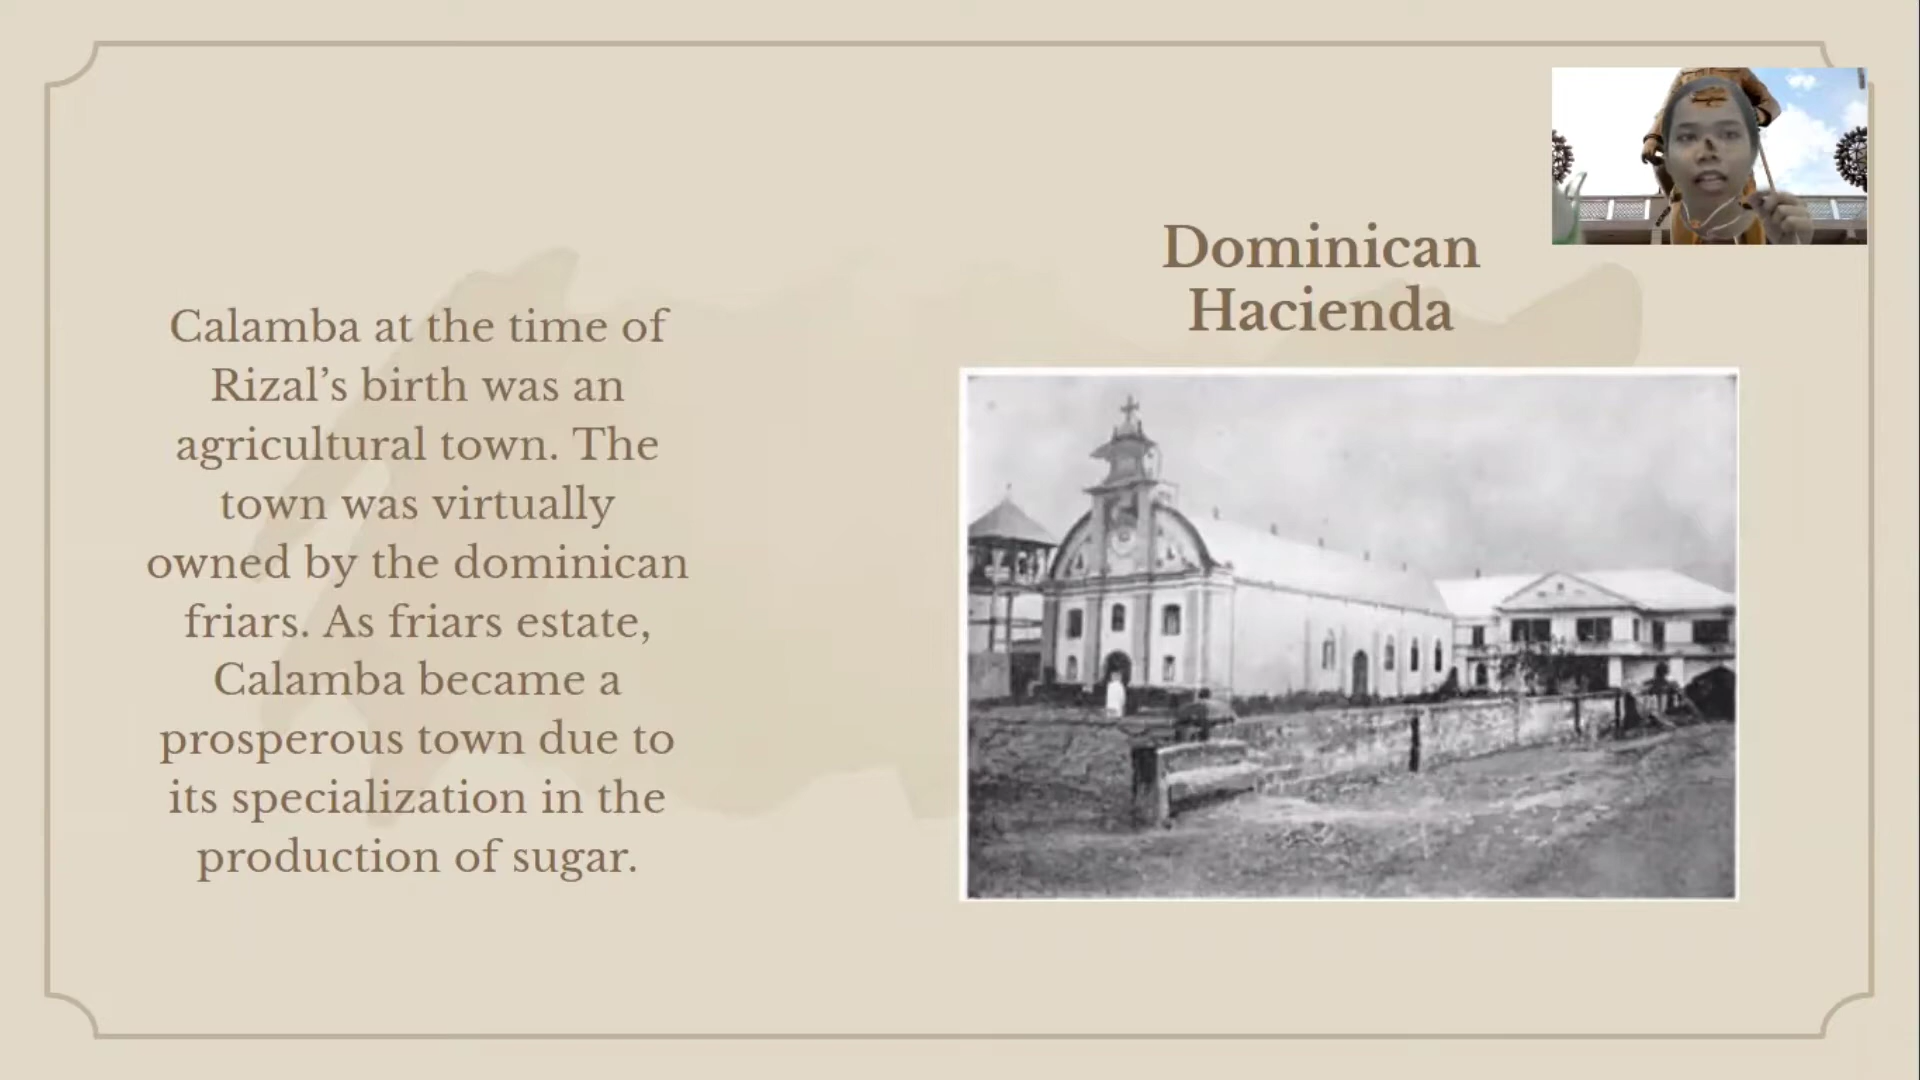 Calamba at the time of
Rizal’s birth was an
agricultural town. The
town was virtually
owned by the dominican
friars. As friars estate,
Calamba became a
prosperous town due to
its specialization in the
production of sugar.
Dominican
Hacienda